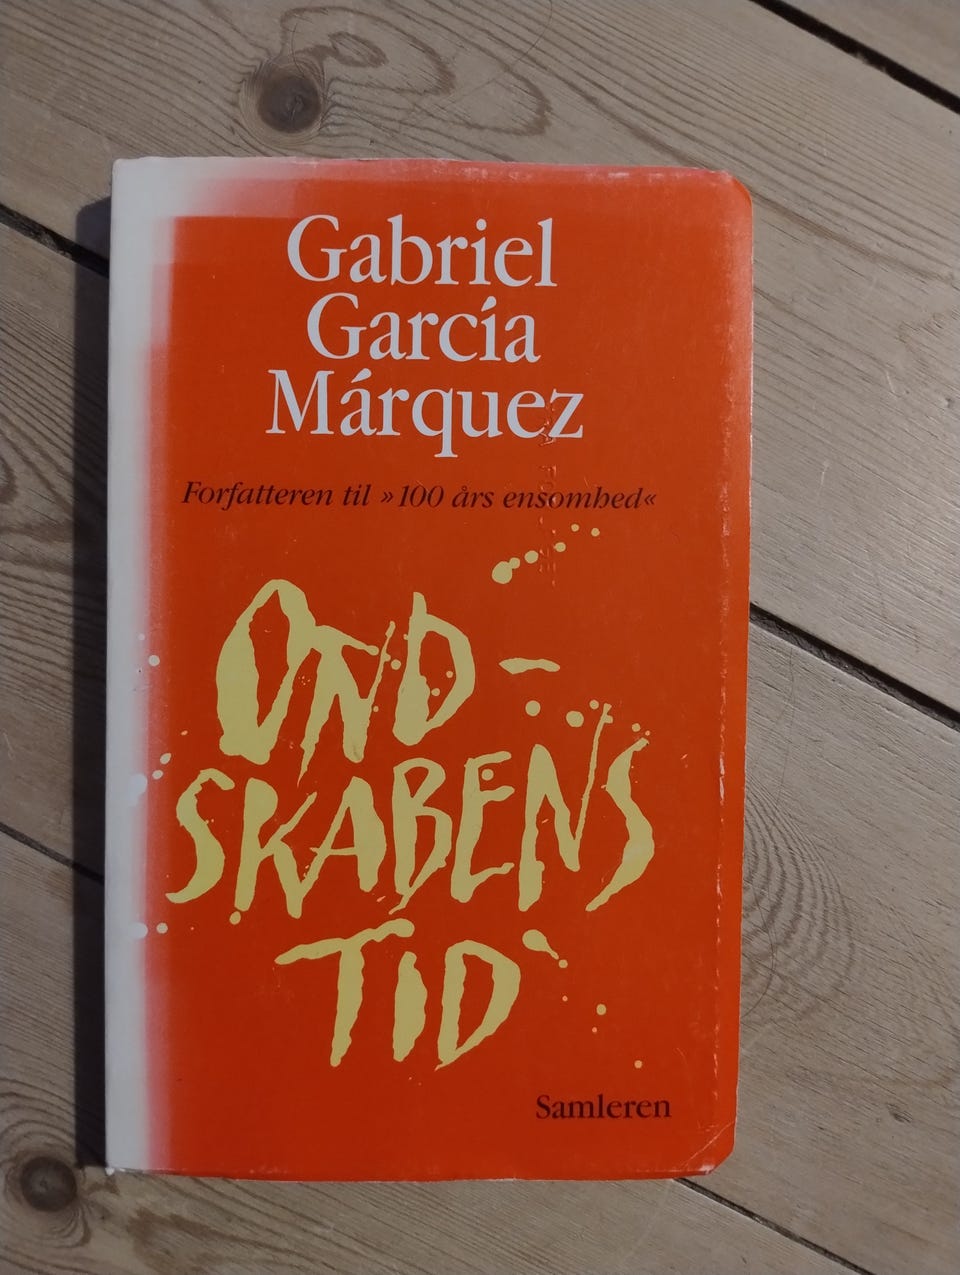 Gabriel
García
Márquez
Forfatteren til »100 års ensomhed«
OND-
SKABENS
TID
Samleren